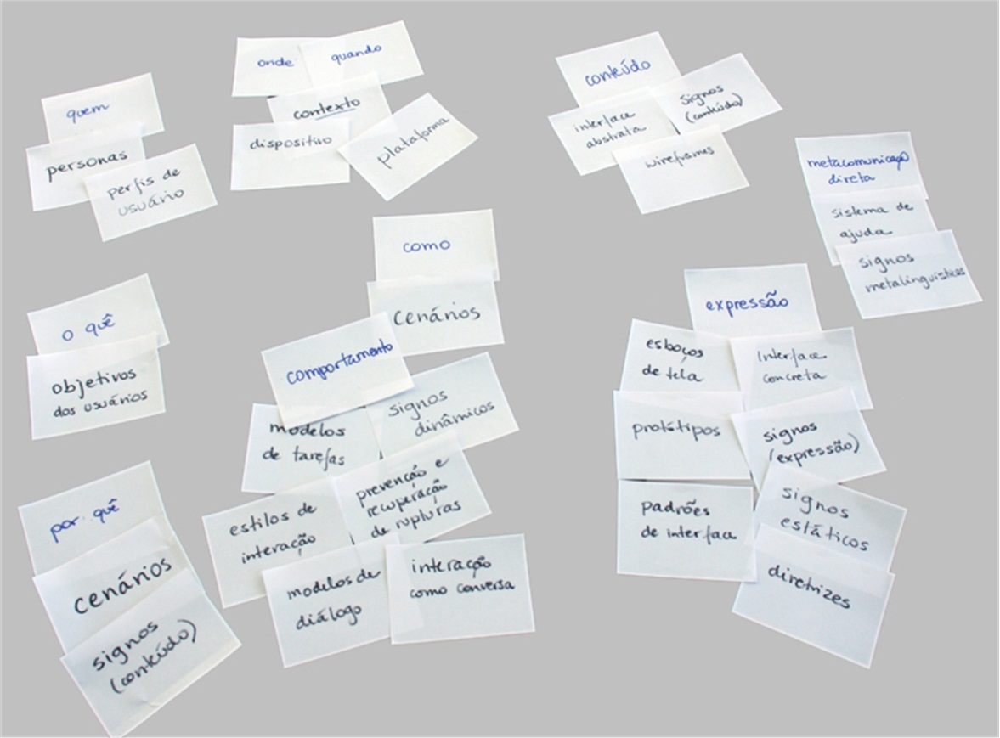 quem
personas
perfis de
usuário
onde
quando
contexto
dispositivo
plataforma
conteúdo
interface
abstrata
signos
(conteúdo)
wireframes
metacomunicação
direta
sistema de
ajuda
signos
metalinguísticos
o quê
objetivos
dos usuários
por quê
cenários
signos
(conteúdo)
como
cenários
comportamento
modelos
de tarefas
signos
dinâmicos
estilos de
interação
prevenção e
recuperação
de rupturas
modelos de
diálogo
interação
como conversa
expressão
esboços
de tela
interface
concreta
protótipos
signos
(expressão)
padrões
de interface
signos
estáticos
diretrizes